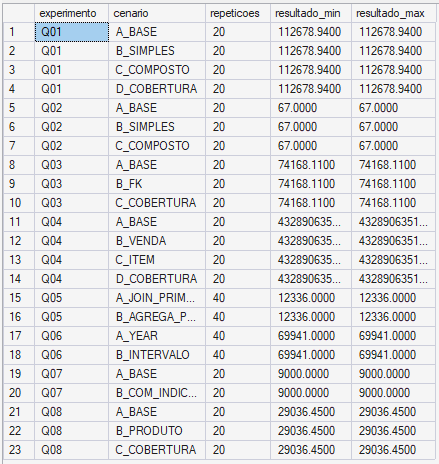 experimento cenario repeticoes resultado_min resultado_max
1 Q01 A_BASE 20 112678.9400 112678.9400
2 Q01 B_SIMPLES 20 112678.9400 112678.9400
3 Q01 C_COMPOSTO 20 112678.9400 112678.9400
4 Q01 D_COBERTURA 20 112678.9400 112678.9400
5 Q02 A_BASE 20 67.0000 67.0000
6 Q02 B_SIMPLES 20 67.0000 67.0000
7 Q02 C_COMPOSTO 20 67.0000 67.0000
8 Q03 A_BASE 20 74168.1100 74168.1100
9 Q03 B_FK 20 74168.1100 74168.1100
10 Q03 C_COBERTURA 20 74168.1100 74168.1100
11 Q04 A_BASE 20 432890635... 4328906351...
12 Q04 B_VENDA 20 432890635... 4328906351...
13 Q04 C_ITEM 20 432890635... 4328906351...
14 Q04 D_COBERTURA 20 432890635... 4328906351...
15 Q05 A_JOIN_PRIM... 40 12336.0000 12336.0000
16 Q05 B_AGREGA_P... 40 12336.0000 12336.0000
17 Q06 A_YEAR 40 69941.0000 69941.0000
18 Q06 B_INTERVALO 40 69941.0000 69941.0000
19 Q07 A_BASE 20 9000.0000 9000.0000
20 Q07 B_COM_INDIC... 20 9000.0000 9000.0000
21 Q08 A_BASE 20 29036.4500 29036.4500
22 Q08 B_PRODUTO 20 29036.4500 29036.4500
23 Q08 C_COBERTURA 20 29036.4500 29036.4500